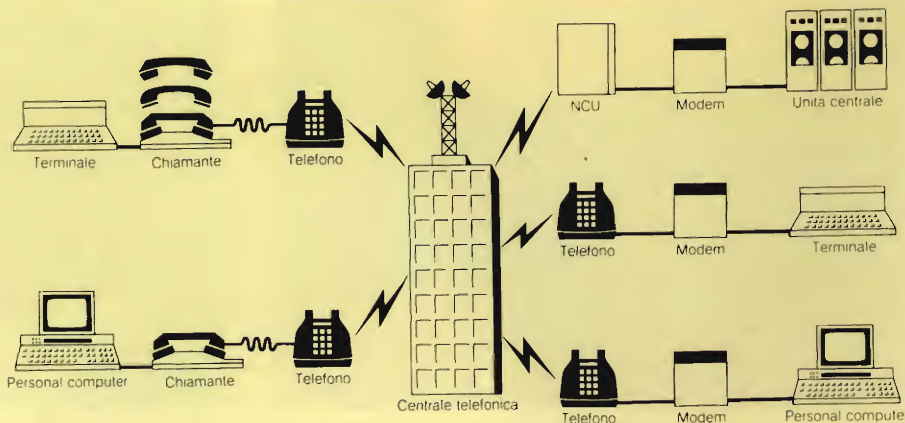 NCU
Modem
Unità centrale
Terminale
Chiamante
Telefono
Telefono
Modem
Terminale
Personal computer
Chiamante
Telefono
Centrale telefonica
Telefono
Modem
Personal compute